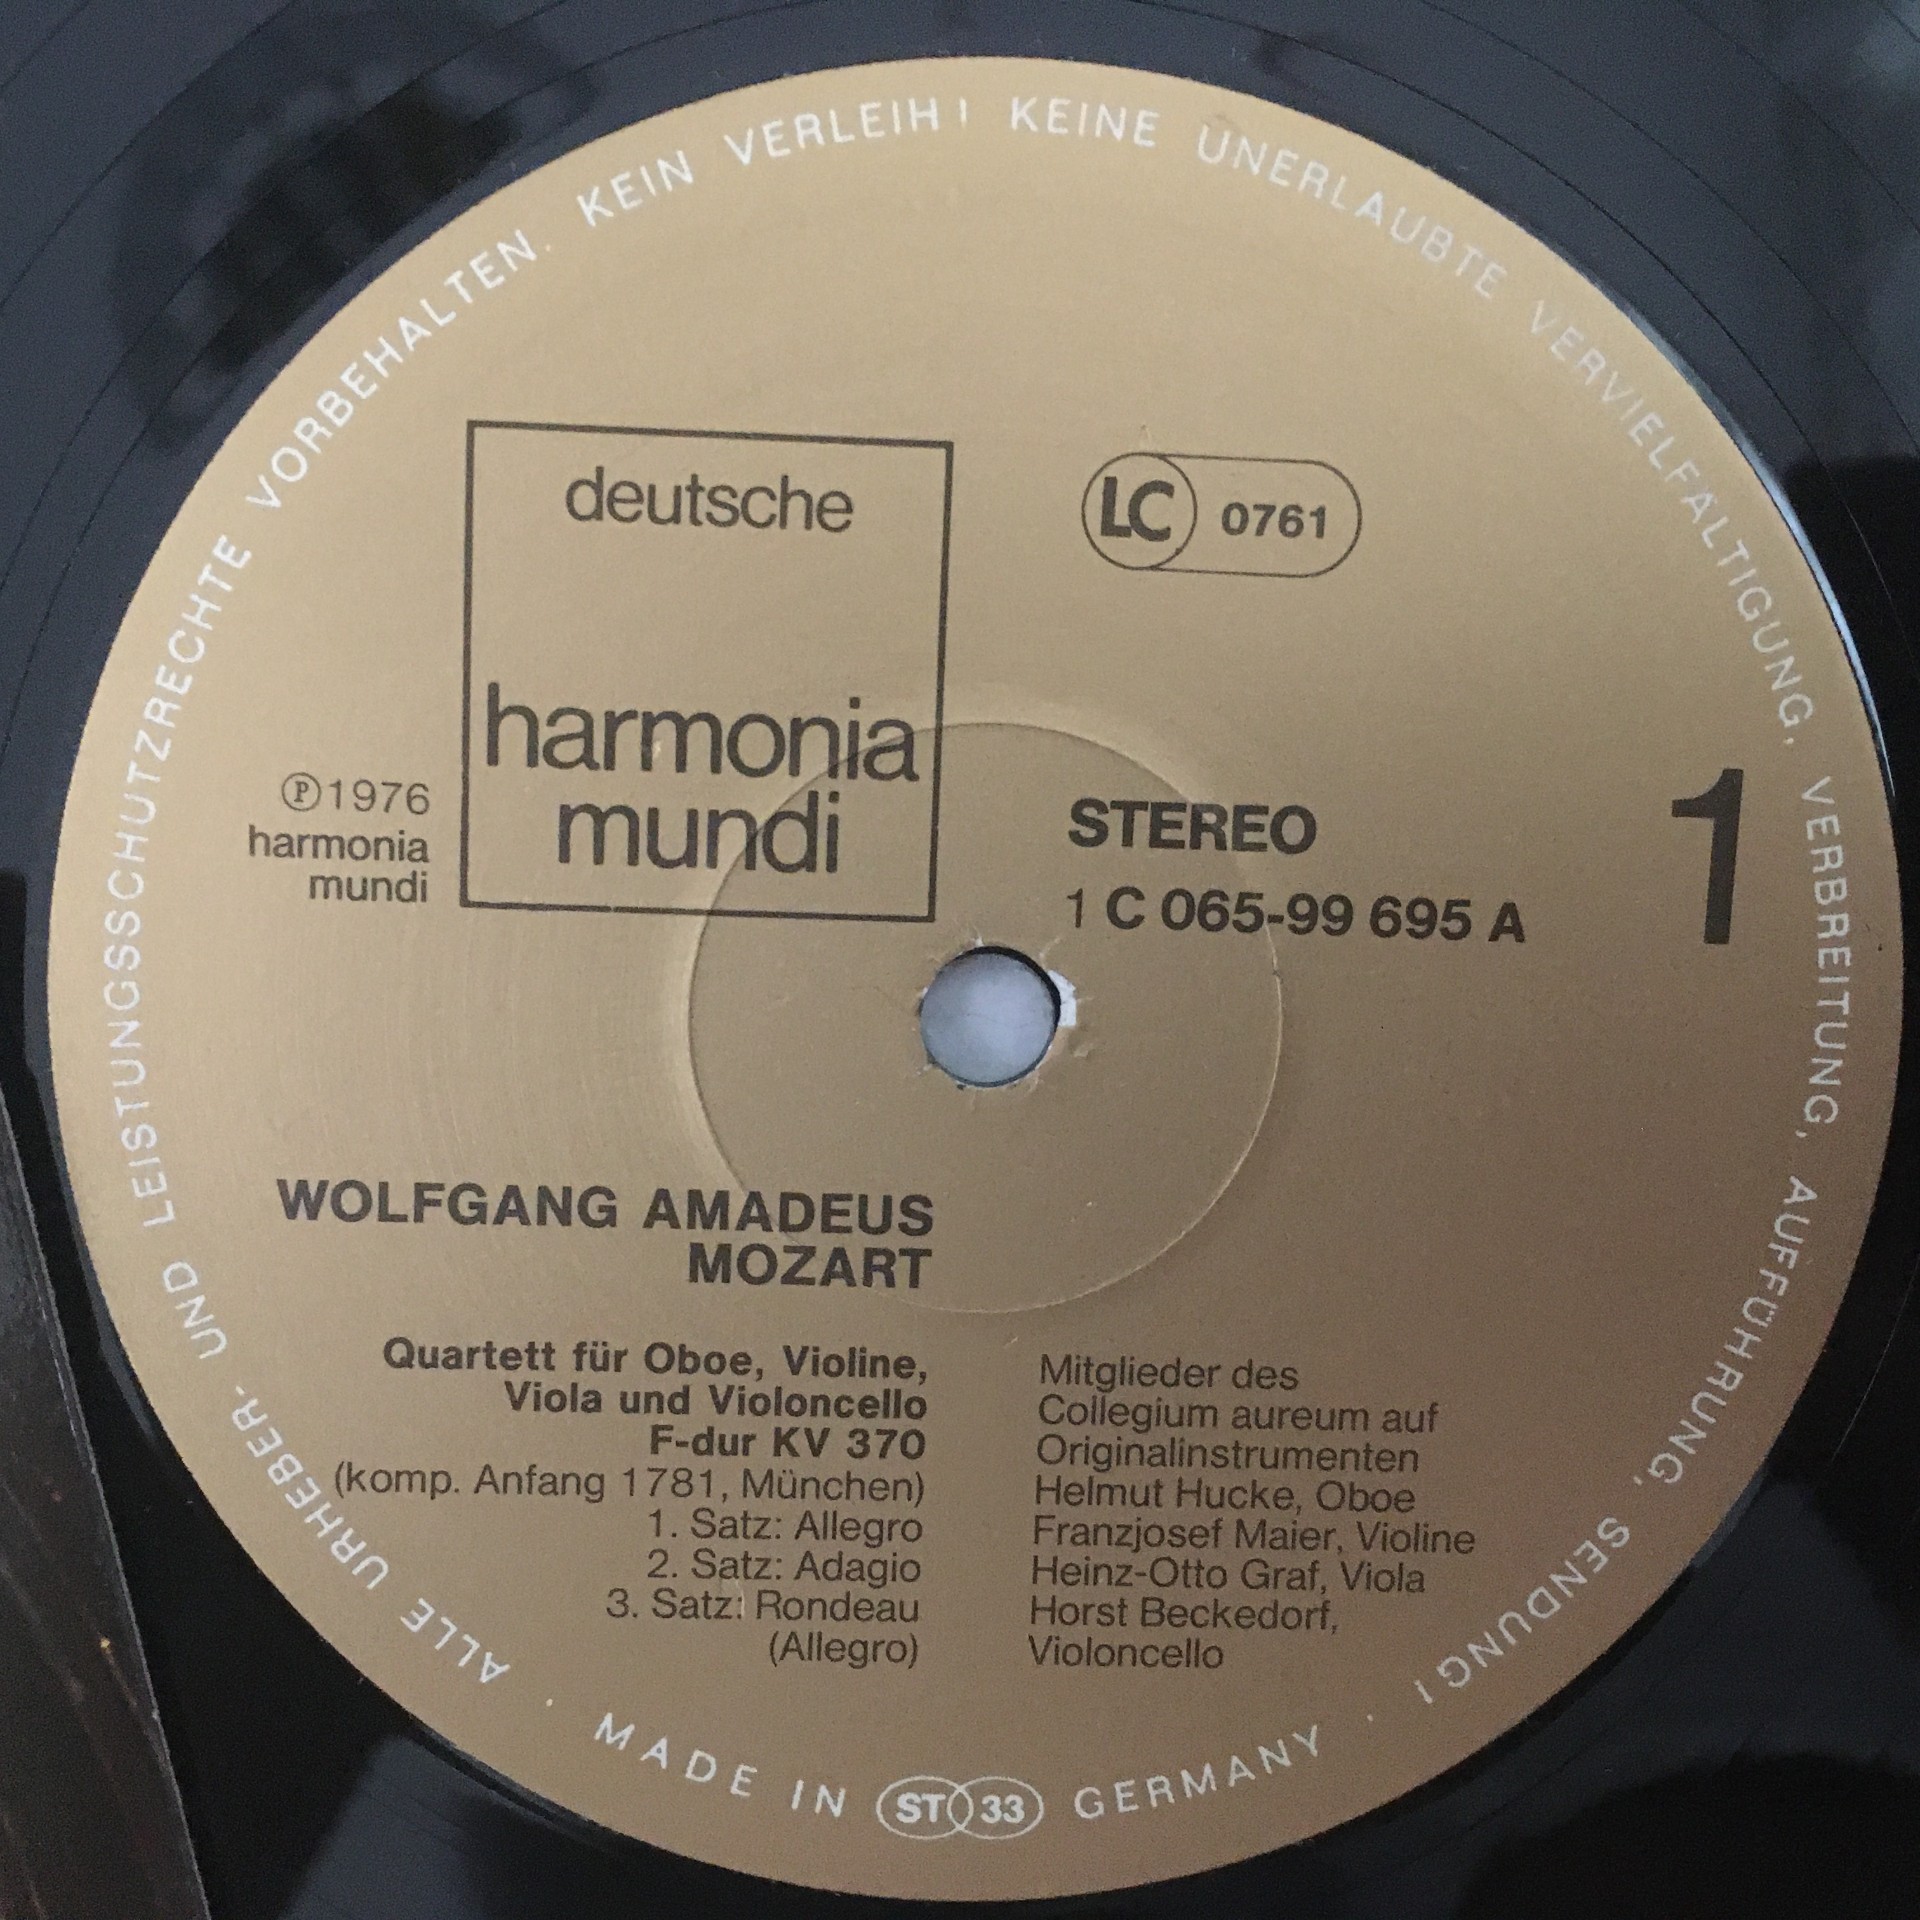 ALLE URHEBER- UND LEISTUNGSSCHUTZRECHTE VORBEHALTEN. KEIN VERLEIH! KEINE UNERLAUBTE VERVIELFÄLTIGUNG, VERBREITUNG, AUFFÜHRUNG, SENDUNG!
deutsche
harmonia
mundi
LC 0761
℗1976
harmonia
mundi
STEREO
1 C 065-99 695 A
1
WOLFGANG AMADEUS
MOZART
Quartett für Oboe, Violine,
Viola und Violoncello
F-dur KV 370
(komp. Anfang 1781, München)
1. Satz: Allegro
2. Satz: Adagio
3. Satz: Rondeau
(Allegro)
Mitglieder des
Collegium aureum auf
Originalinstrumenten
Helmut Hucke, Oboe
Franzjosef Maier, Violine
Heinz-Otto Graf, Viola
Horst Beckedorf,
Violoncello
· MADE IN ST 33 GERMANY ·